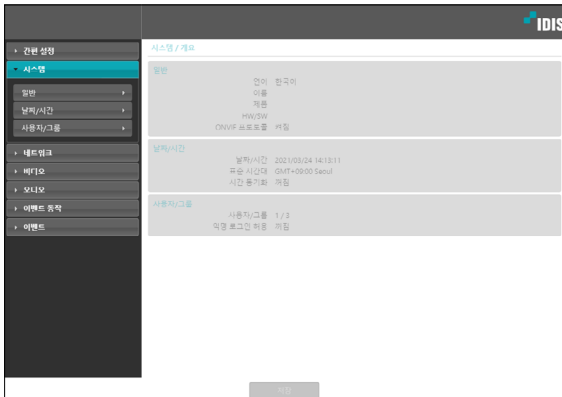 IDIS
간편 설정
시스템
일반
날짜/시간
사용자/그룹
네트워크
비디오
오디오
이벤트 동작
이벤트
시스템 / 개요
일반
언어 한국어
이름
제품
HW/SW
ONVIF 프로토콜 켜짐
날짜/시간
날짜/시간 2021/03/24 14:13:11
표준 시간대 GMT+09:00 Seoul
시간 동기화 꺼짐
사용자/그룹
사용자/그룹 1 / 3
익명 로그인 허용 꺼짐
저장